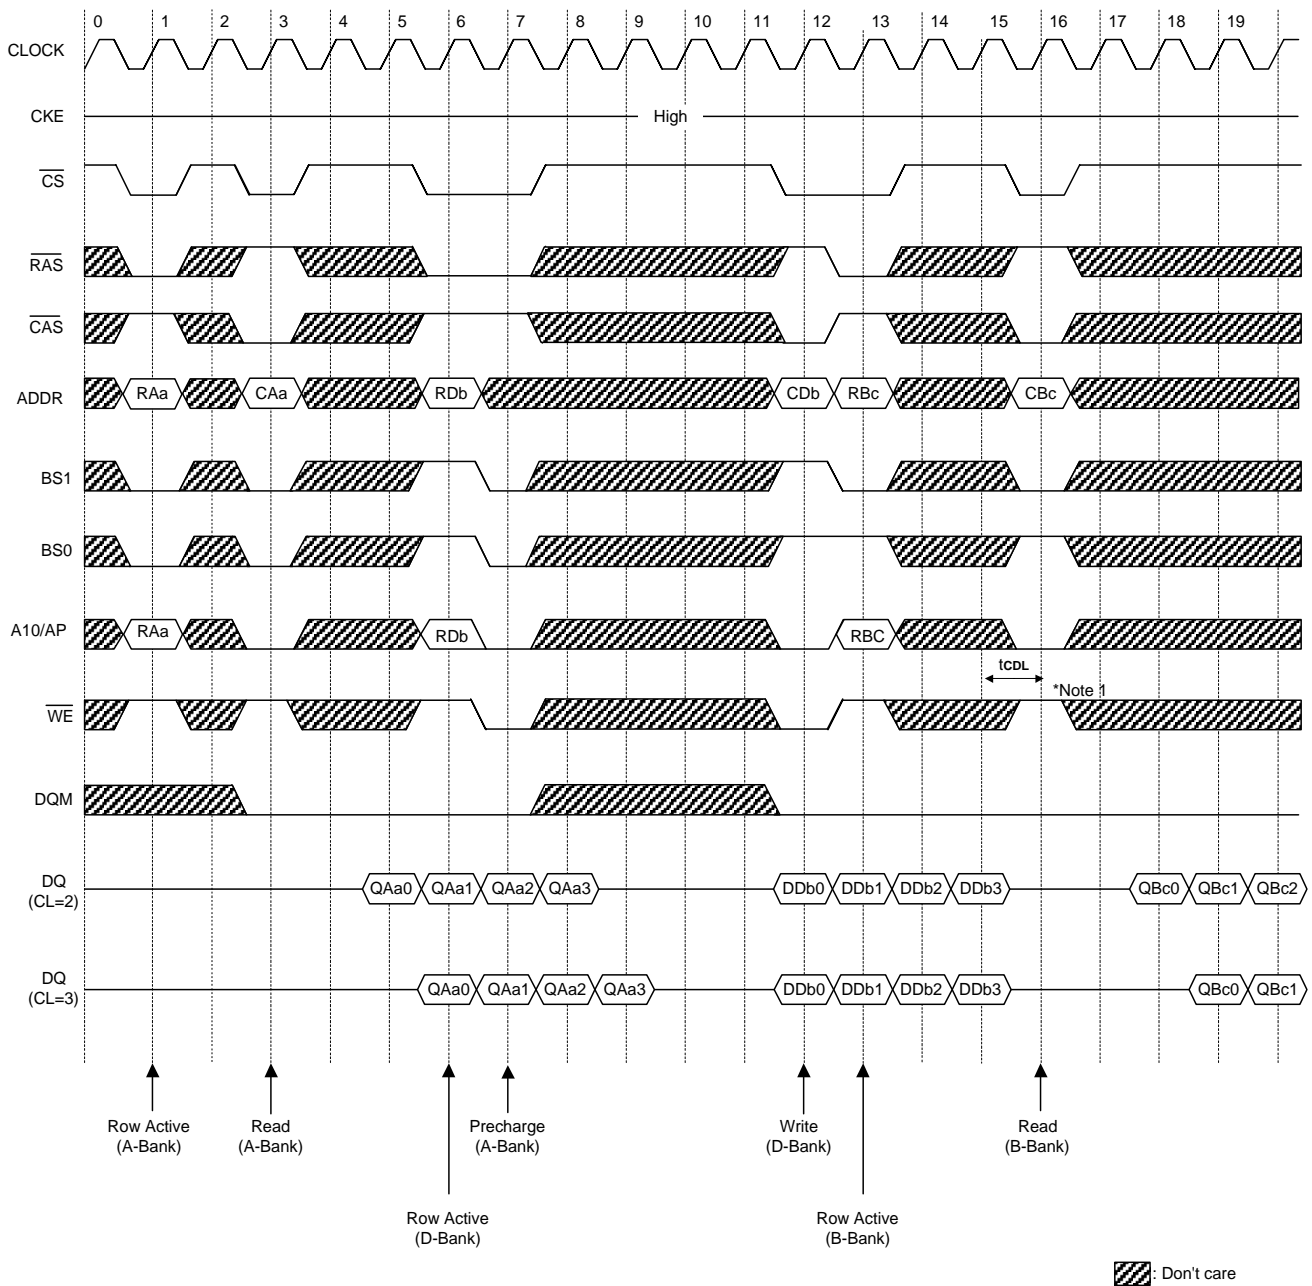 0 1 2 3 4 5 6 7 8 9 10 11 12 13 14 15 16 17 18 19
CLOCK
CKE High
CS
RAS
CAS
ADDR RAa CAa RDb CDb RBc CBc
BS1
BS0
A10/AP RAa RDb RBC
tCDL
*Note 1
WE
DQM
DQ
(CL=2)
QAa0 QAa1 QAa2 QAa3 DDb0 DDb1 DDb2 DDb3 QBc0 QBc1 QBc2
DQ
(CL=3)
QAa0 QAa1 QAa2 QAa3 DDb0 DDb1 DDb2 DDb3 QBc0 QBc1
Row Active
(A-Bank)
Read
(A-Bank)
Precharge
(A-Bank)
Write
(D-Bank)
Read
(B-Bank)
Row Active
(D-Bank)
Row Active
(B-Bank)
: Don't care